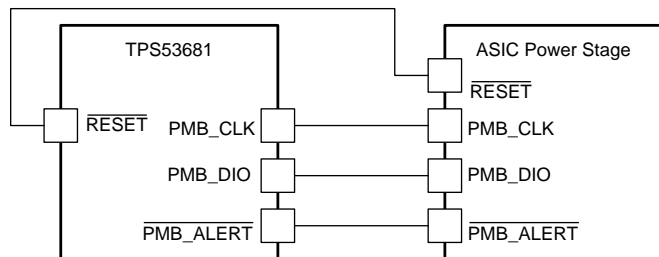 TPS53681
ASIC Power Stage
RESET
RESET
PMB_CLK
PMB_CLK
PMB_DIO
PMB_DIO
PMB_ALERT
PMB_ALERT